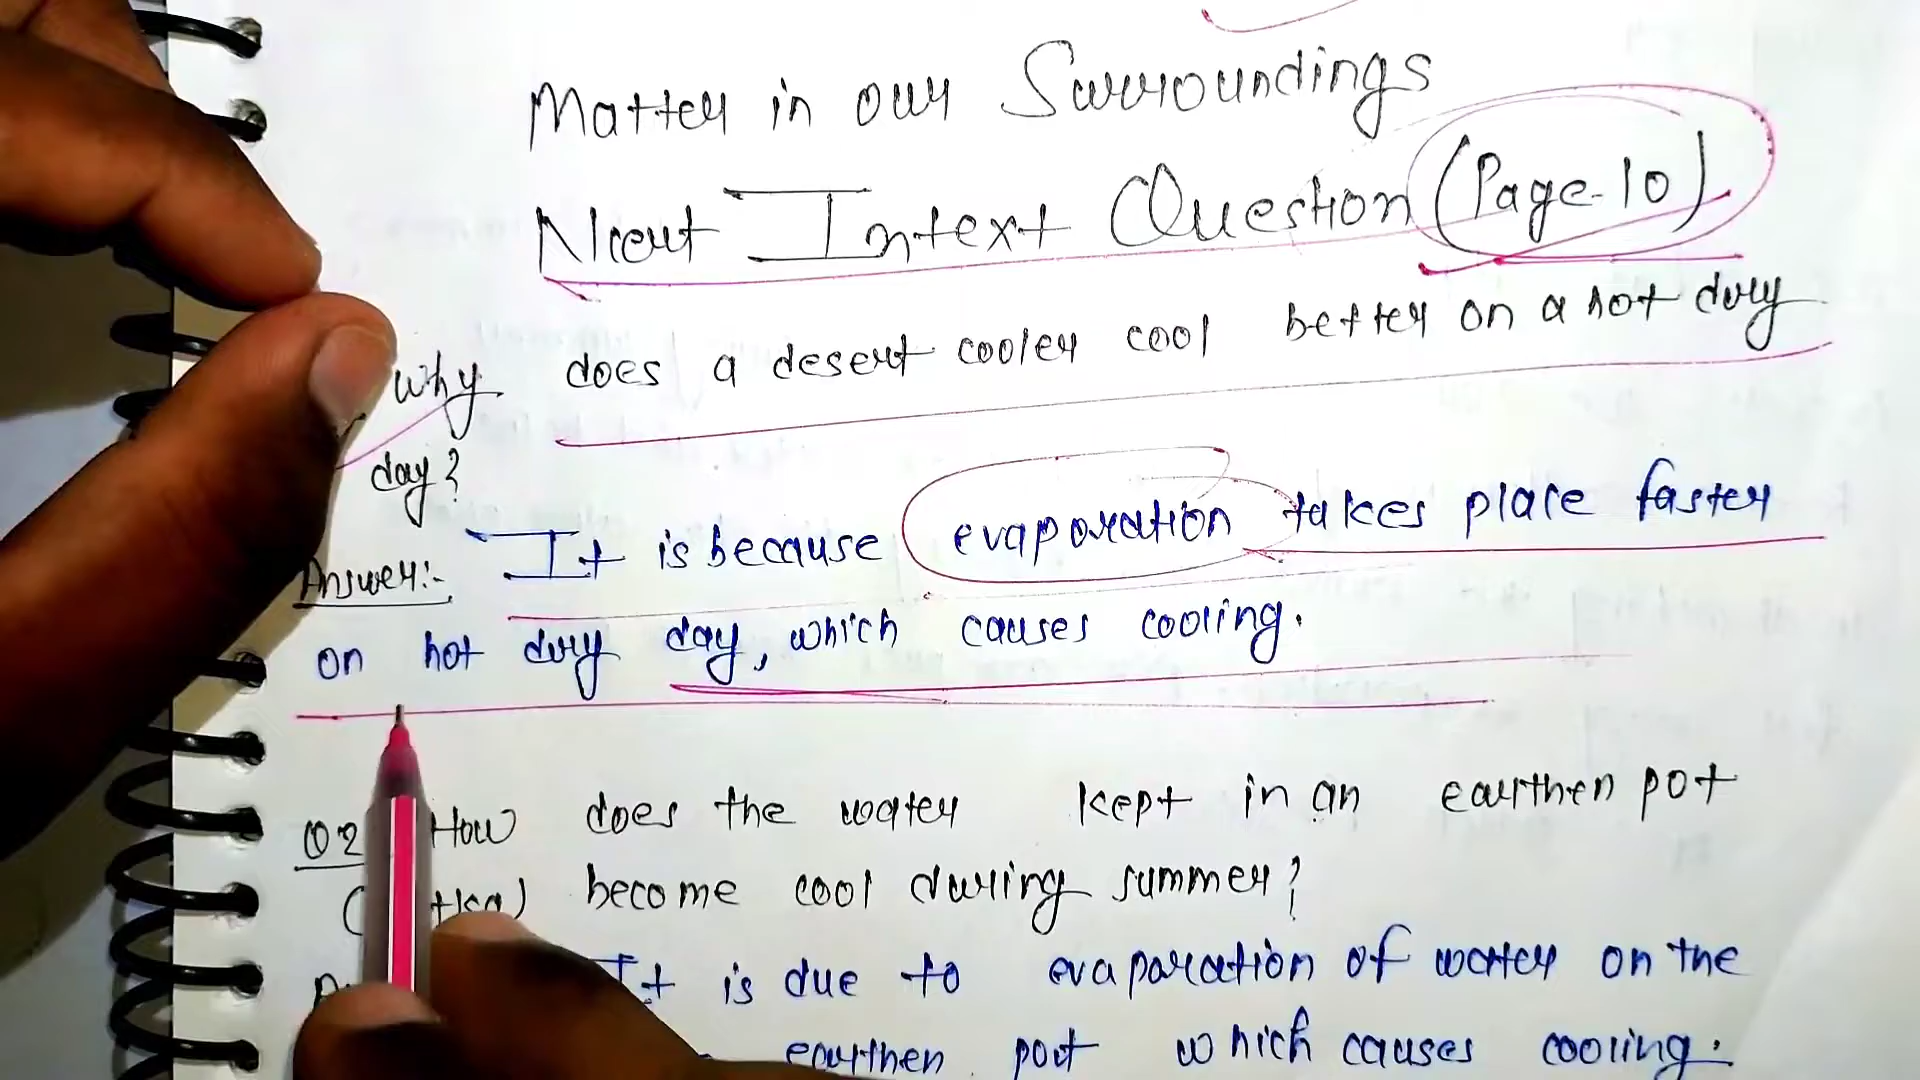 Matter in our Surroundings
Ncert Intext Question (Page-10)
Why does a desert cooler cool better on a hot dry
day?
Answer:- It is because evaporation takes place faster
on hot dry day, which causes cooling.
Q2 How does the water kept in an earthen pot
become cool during summer?
It is due to evaporation of water on the
earthen pot which causes cooling.